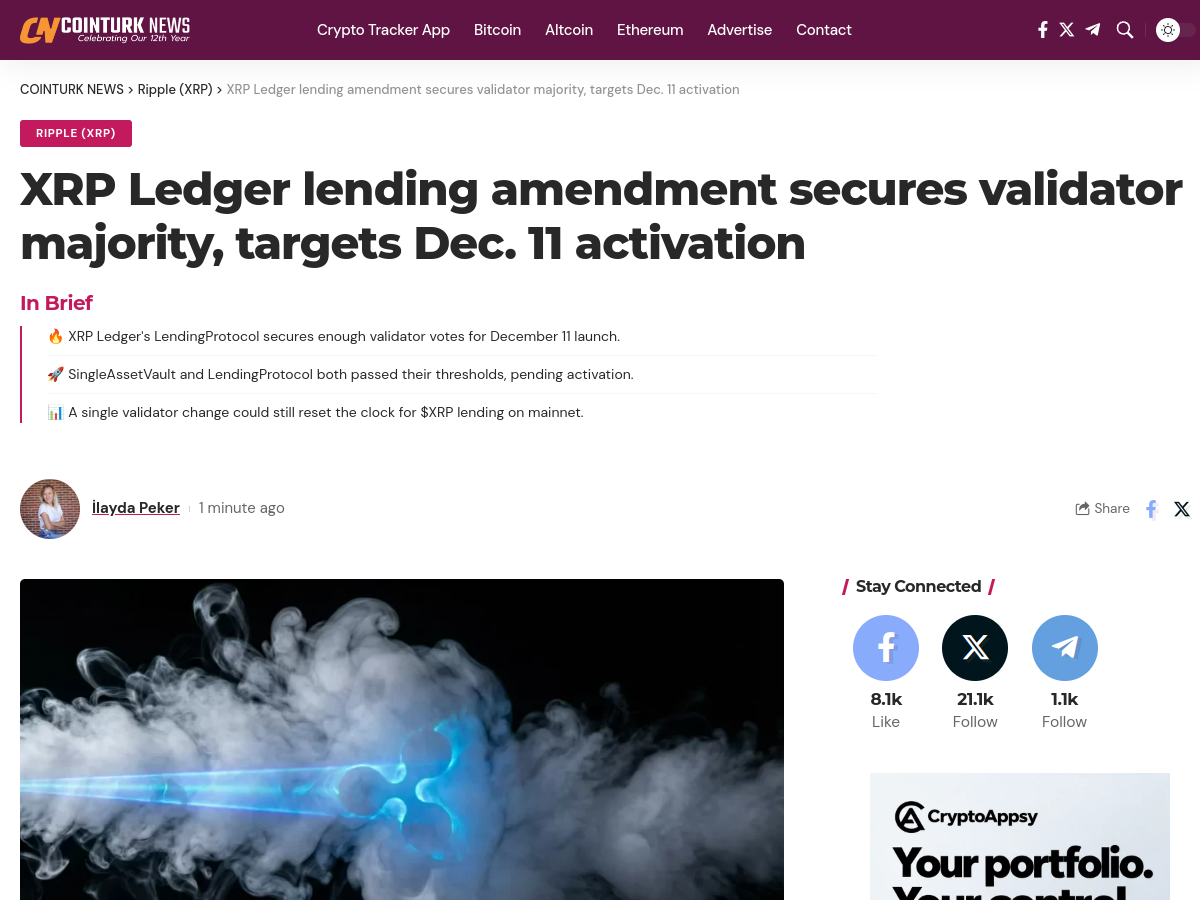 CN COINTURK NEWS
Celebrating Our 12th Year
Crypto Tracker App
Bitcoin
Altcoin
Ethereum
Advertise
Contact
COINTURK NEWS > Ripple (XRP) > XRP Ledger lending amendment secures validator majority, targets Dec. 11 activation
RIPPLE (XRP)
XRP Ledger lending amendment secures validator
majority, targets Dec. 11 activation
In Brief
🔥 XRP Ledger's LendingProtocol secures enough validator votes for December 11 launch.
🚀 SingleAssetVault and LendingProtocol both passed their thresholds, pending activation.
📊 A single validator change could still reset the clock for $XRP lending on mainnet.
İlayda Peker
1 minute ago
Share
Stay Connected
8.1k
Like
21.1k
Follow
1.1k
Follow
CryptoAppsy
Your portfolio.
Your control.